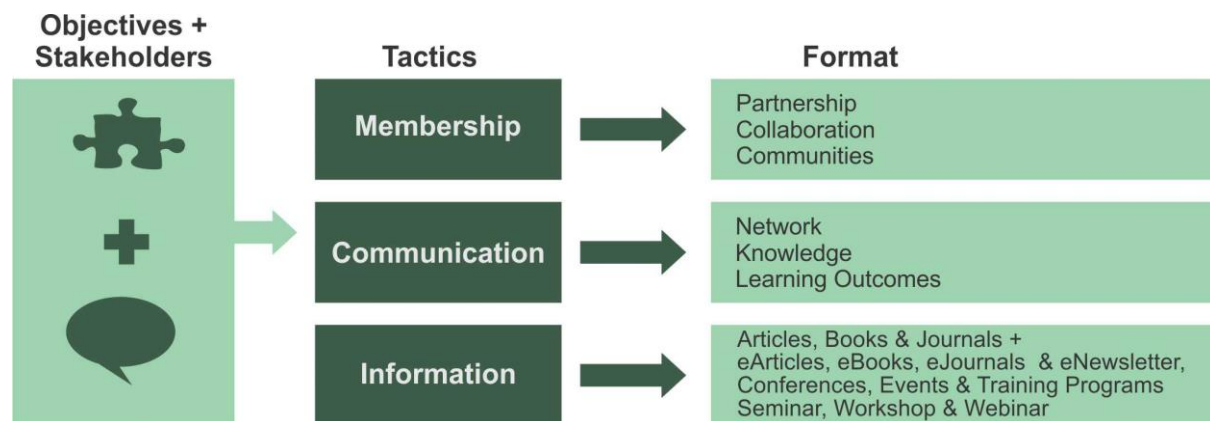 Objectives +
Stakeholders
Tactics
Format
Membership
Partnership
Collaboration
Communities
Communication
Network
Knowledge
Learning Outcomes
Information
Articles, Books & Journals +
eArticles, eBooks, eJournals & eNewsletter,
Conferences, Events & Training Programs
Seminar, Workshop & Webinar